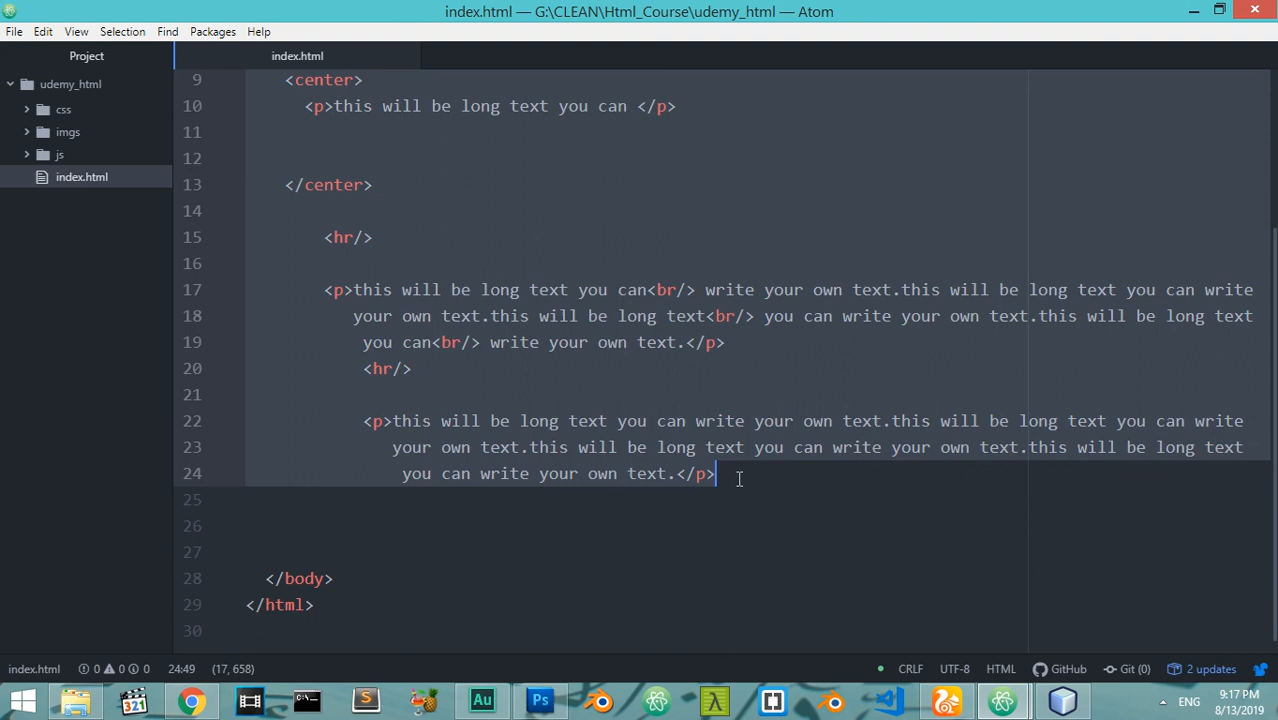 index.html — G:\CLEAN\Html_Course\udemy_html — Atom
File Edit View Selection Find Packages Help
Project
index.html
udemy_html
css
imgs
js
index.html
9 <center>
10 <p>this will be long text you can </p>
11
12
13 </center>
14
15 <hr/>
16
17 <p>this will be long text you can<br/> write your own text.this will be long text you can write
18 your own text.this will be long text<br/> you can write your own text.this will be long text
19 you can<br/> write your own text.</p>
20 <hr/>
21
22 <p>this will be long text you can write your own text.this will be long text you can write
23 your own text.this will be long text you can write your own text.this will be long text
24 you can write your own text.</p>
25
26
27
28 </body>
29 </html>
30
index.html 0 0 0 24:49 (17, 658) CRLF UTF-8 HTML GitHub Git (0) 2 updates
321 C:\ S Au Ps ENG 9:17 PM
8/13/2019